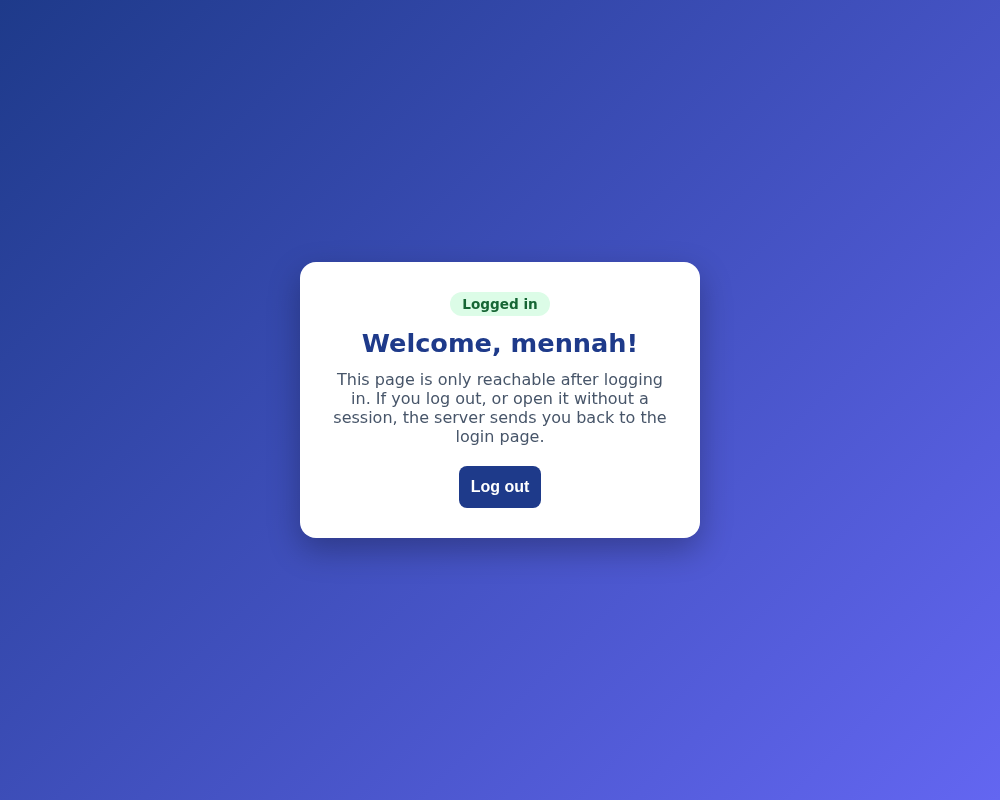 Logged in
Welcome, mennah!
This page is only reachable after logging
in. If you log out, or open it without a
session, the server sends you back to the
login page.
Log out